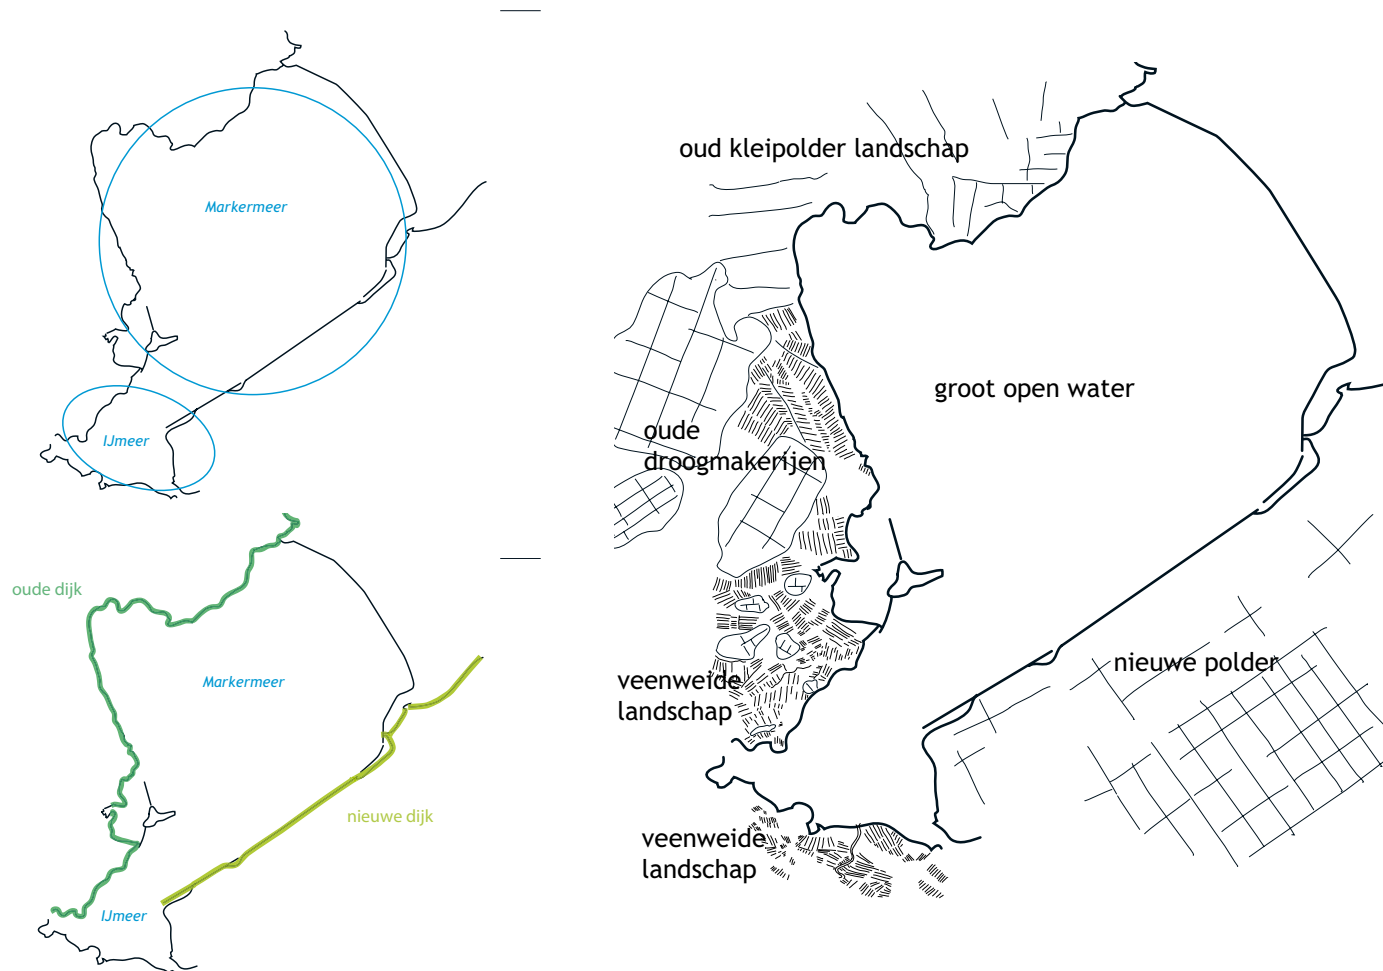 Markermeer
IJmeer
oude dijk
Markermeer
nieuwe dijk
IJmeer
oud kleipolder landschap
groot open water
oude
droogmakerijen
nieuwe polder
veenweide
landschap
veenweide
landschap